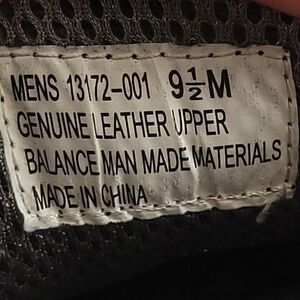 MENS 13172-001 9½M
GENUINE LEATHER UPPER
BALANCE MAN MADE MATERIALS
MADE IN CHINA